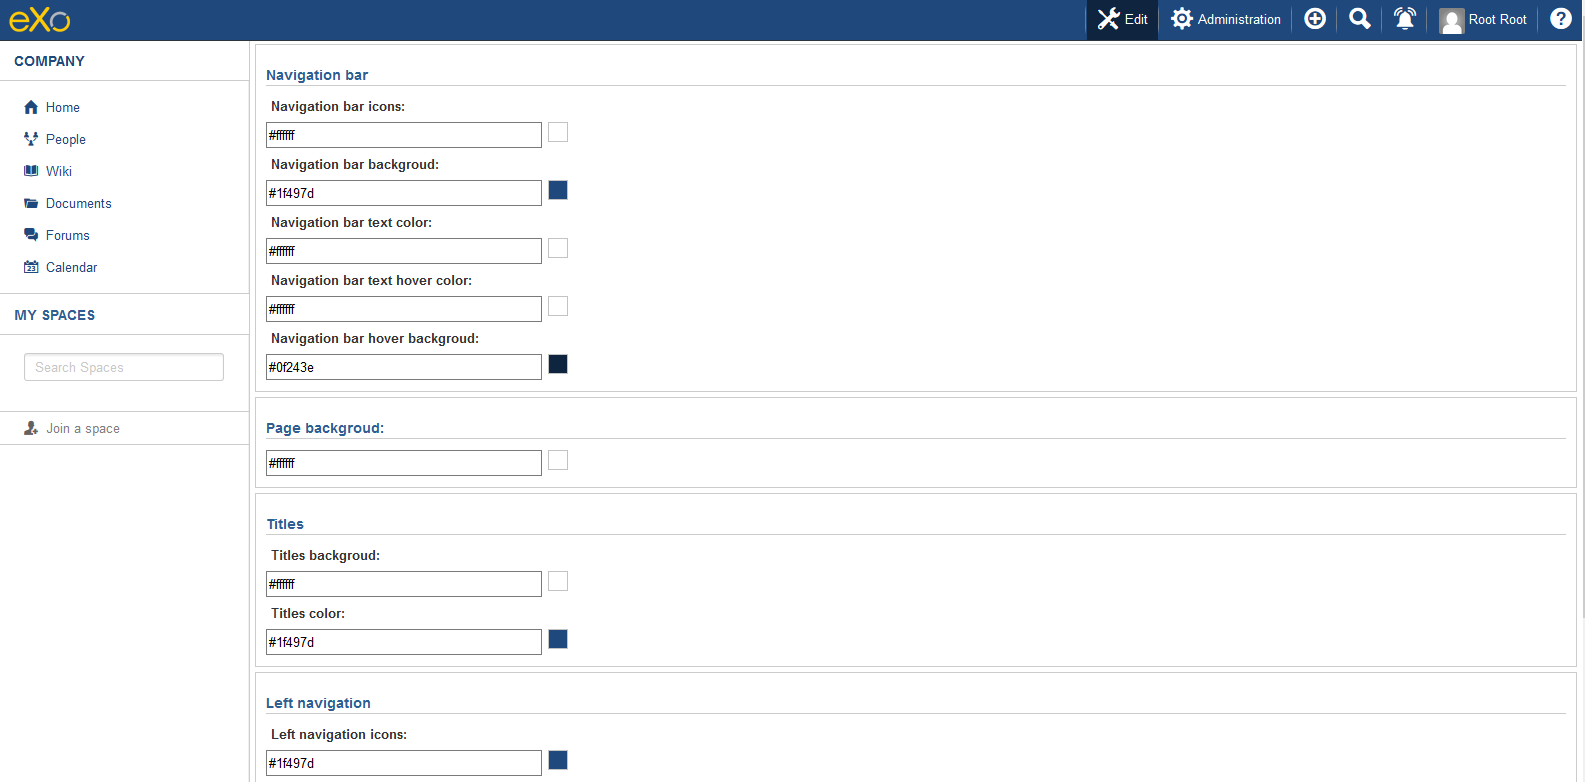 eXo
Edit
Administration
Root Root
?
COMPANY
Home
People
Wiki
Documents
Forums
23 Calendar
MY SPACES
Search Spaces
Join a space
Navigation bar
Navigation bar icons:
#ffffff
Navigation bar backgroud:
#1f497d
Navigation bar text color:
#ffffff
Navigation bar text hover color:
#ffffff
Navigation bar hover backgroud:
#0f243e
Page backgroud:
#ffffff
Titles
Titles backgroud:
#ffffff
Titles color:
#1f497d
Left navigation
Left navigation icons:
#1f497d